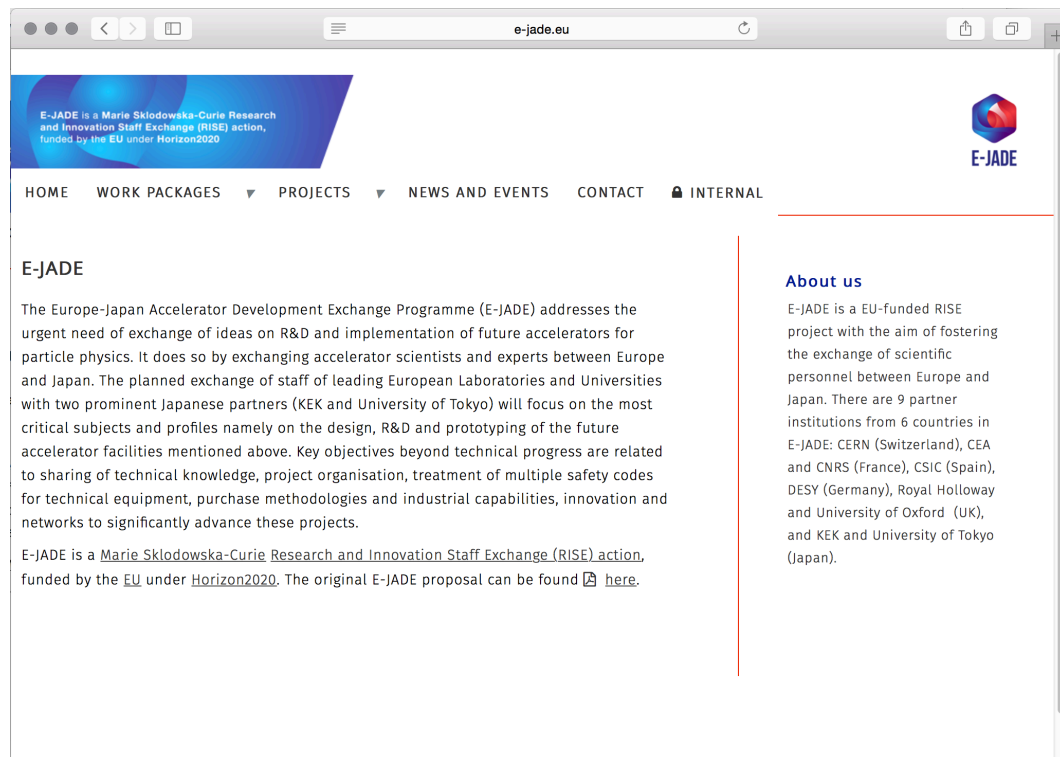 e-jade.eu
E-JADE is a Marie Sklodowska-Curie Research
and Innovation Staff Exchange (RISE) action,
funded by the EU under Horizon2020
E-JADE
HOME WORK PACKAGES PROJECTS NEWS AND EVENTS CONTACT INTERNAL
E-JADE
The Europe-Japan Accelerator Development Exchange Programme (E-JADE) addresses the
urgent need of exchange of ideas on R&D and implementation of future accelerators for
particle physics. It does so by exchanging accelerator scientists and experts between Europe
and Japan. The planned exchange of staff of leading European Laboratories and Universities
with two prominent Japanese partners (KEK and University of Tokyo) will focus on the most
critical subjects and profiles namely on the design, R&D and prototyping of the future
accelerator facilities mentioned above. Key objectives beyond technical progress are related
to sharing of technical knowledge, project organisation, treatment of multiple safety codes
for technical equipment, purchase methodologies and industrial capabilities, innovation and
networks to significantly advance these projects.
E-JADE is a Marie Sklodowska-Curie Research and Innovation Staff Exchange (RISE) action,
funded by the EU under Horizon2020. The original E-JADE proposal can be found here.
About us
E-JADE is a EU-funded RISE
project with the aim of fostering
the exchange of scientific
personnel between Europe and
Japan. There are 9 partner
institutions from 6 countries in
E-JADE: CERN (Switzerland), CEA
and CNRS (France), CSIC (Spain),
DESY (Germany), Royal Holloway
and University of Oxford (UK),
and KEK and University of Tokyo
(Japan).